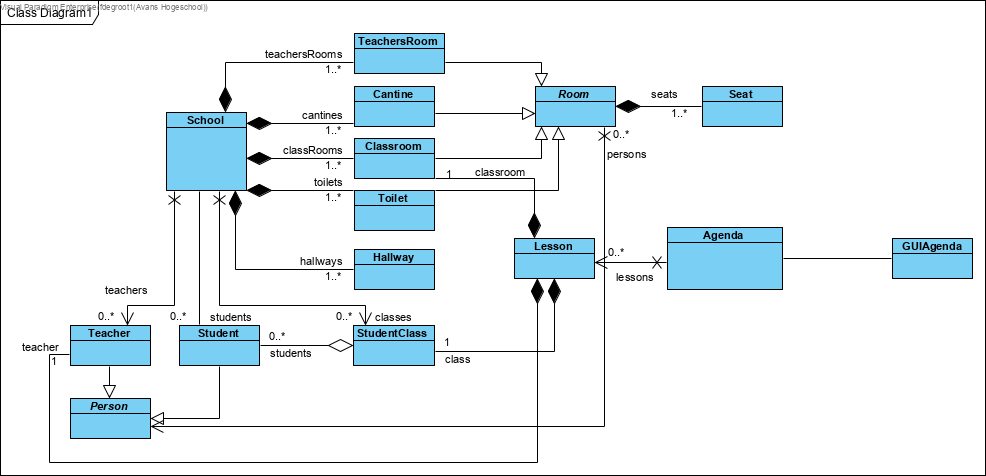 Visual Paradigm Enterprise(fdegroot1(Avans Hogeschool))
Class Diagram1
teachersRooms
1..*
TeachersRoom
School
cantines
1..*
Cantine
Room
seats
1..*
Seat
classRooms
1..*
Classroom
1
classroom
0..*
persons
toilets
1..*
Toilet
hallways
1..*
Hallway
Lesson
0..*
lessons
Agenda
GUIAgenda
teachers
0..*
0..*
students
0..*
classes
teacher
1
Teacher
Student
0..*
students
StudentClass
1
class
Person